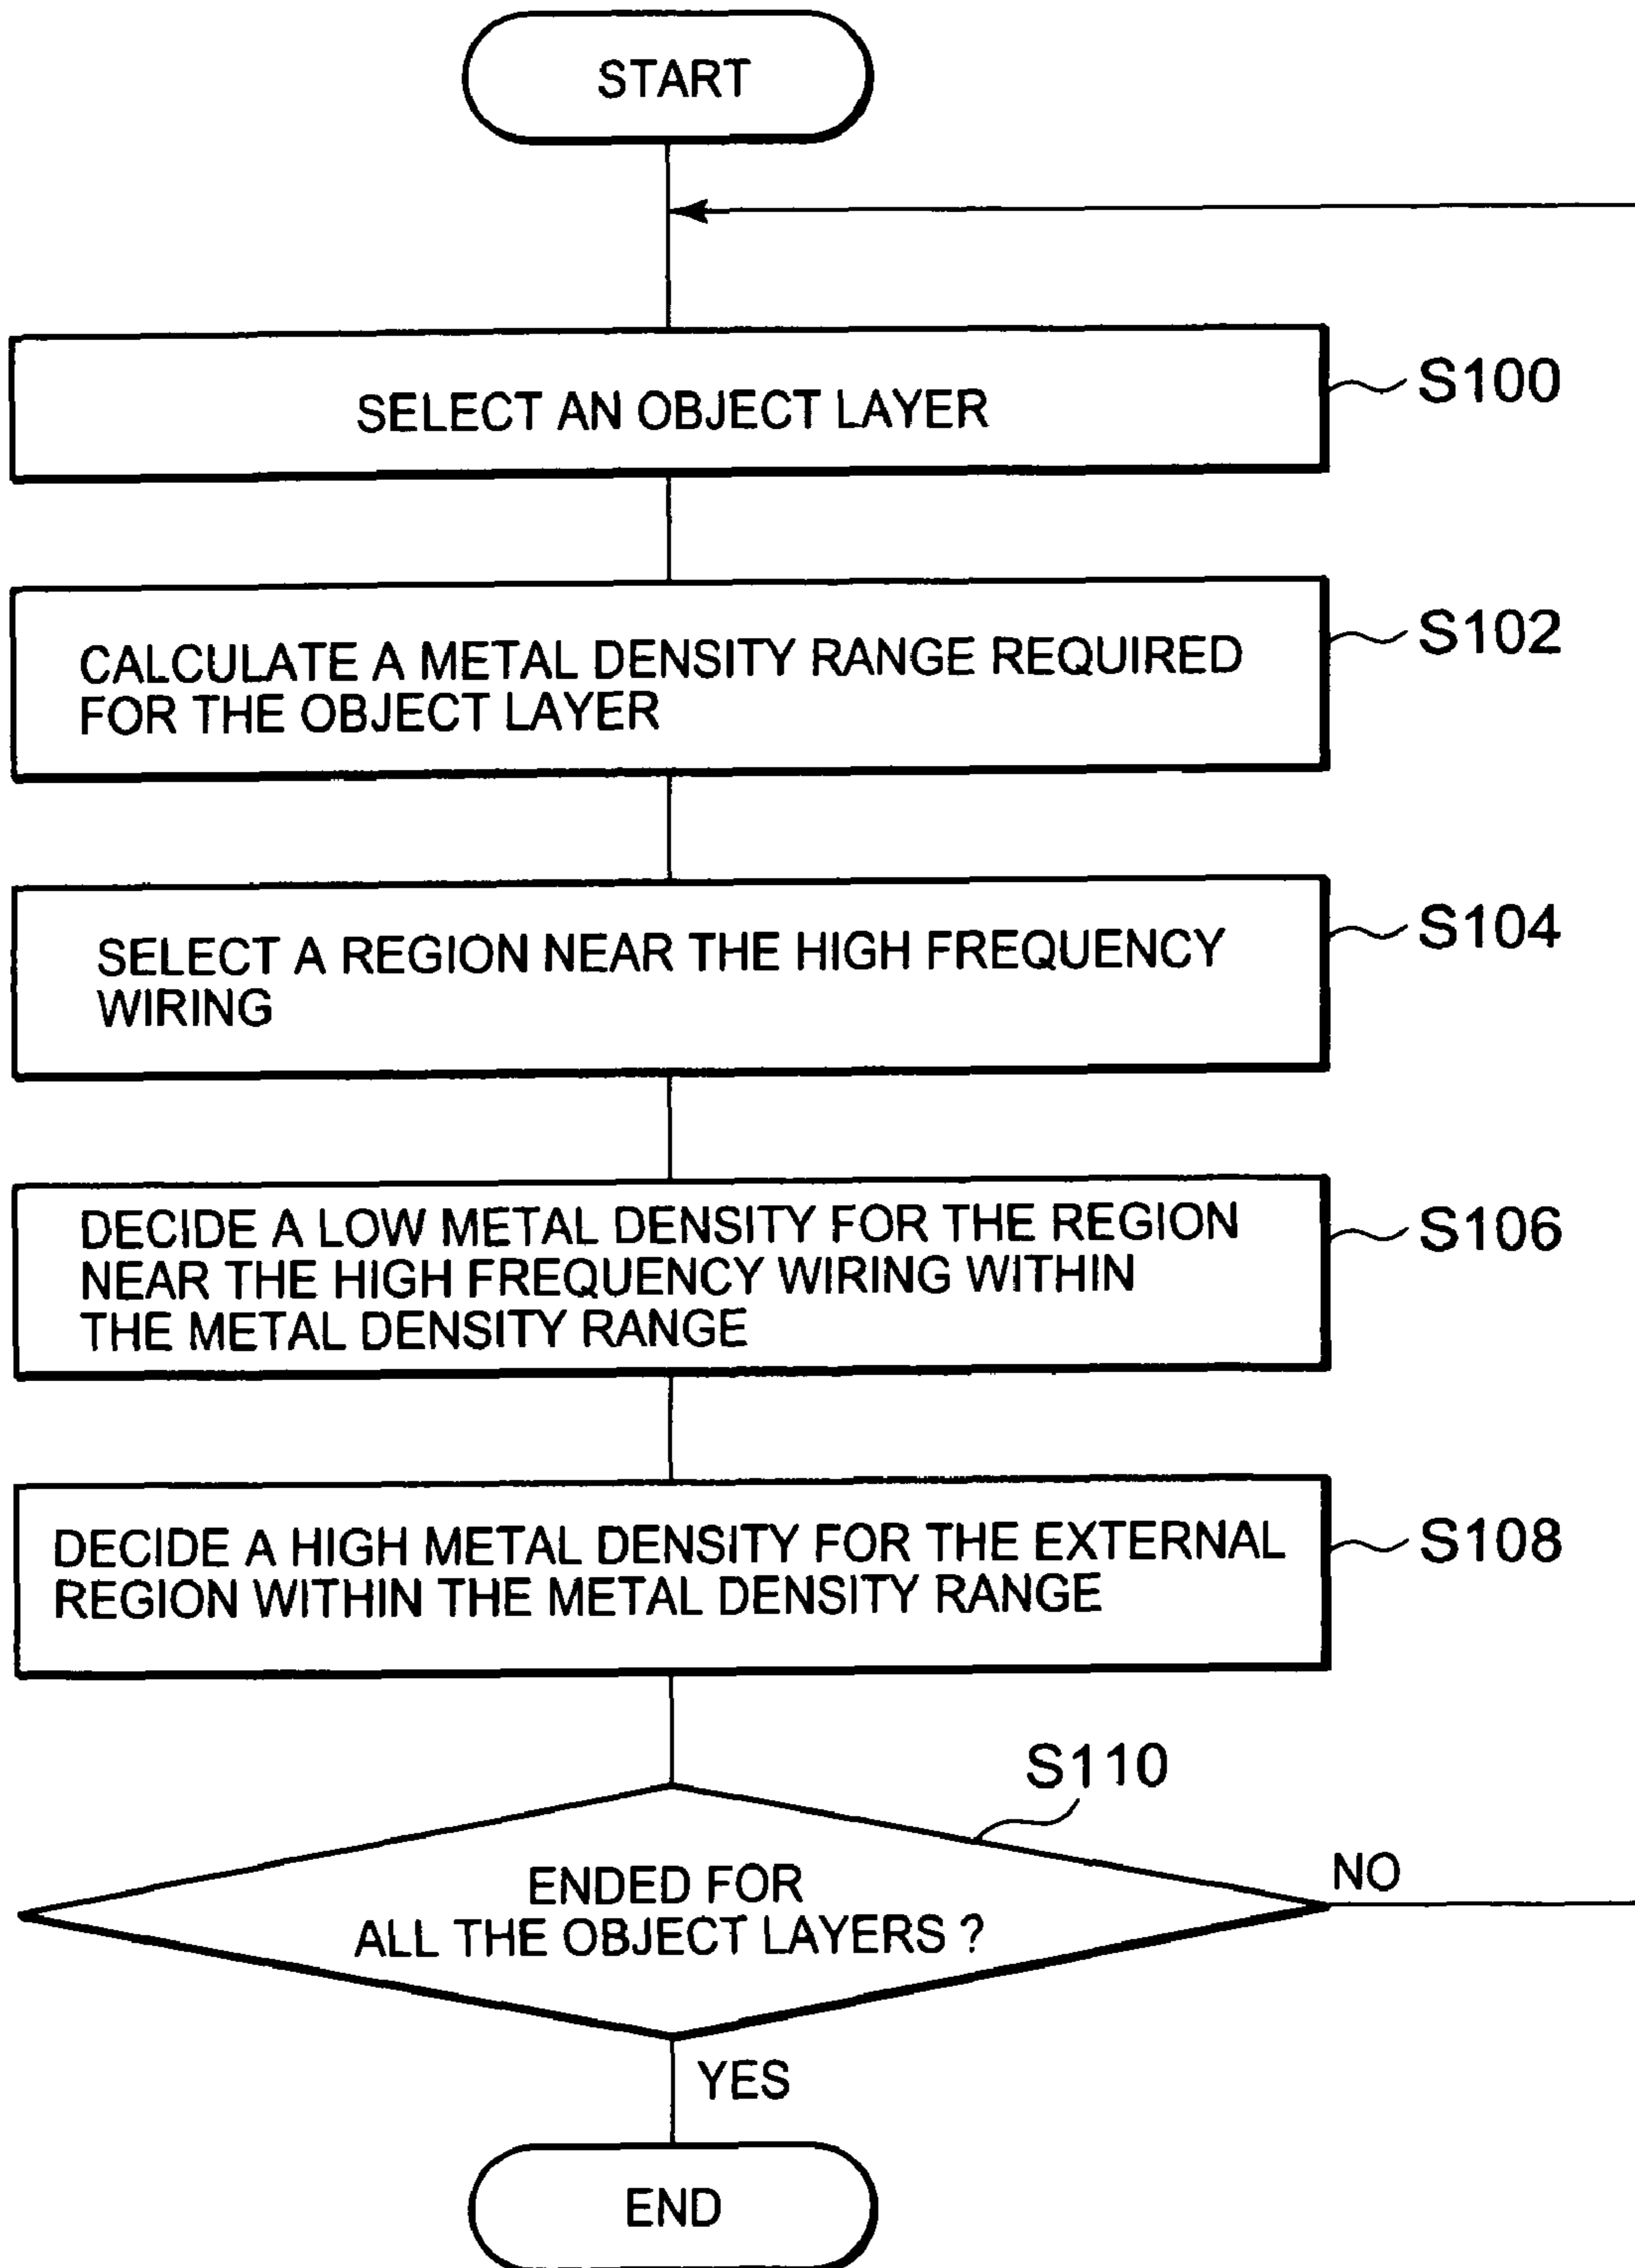 START
SELECT AN OBJECT LAYER
S100
CALCULATE A METAL DENSITY RANGE REQUIRED
FOR THE OBJECT LAYER
S102
SELECT A REGION NEAR THE HIGH FREQUENCY
WIRING
S104
DECIDE A LOW METAL DENSITY FOR THE REGION
NEAR THE HIGH FREQUENCY WIRING WITHIN
THE METAL DENSITY RANGE
S106
DECIDE A HIGH METAL DENSITY FOR THE EXTERNAL
REGION WITHIN THE METAL DENSITY RANGE
S108
S110
ENDED FOR
ALL THE OBJECT LAYERS ?
NO
YES
END